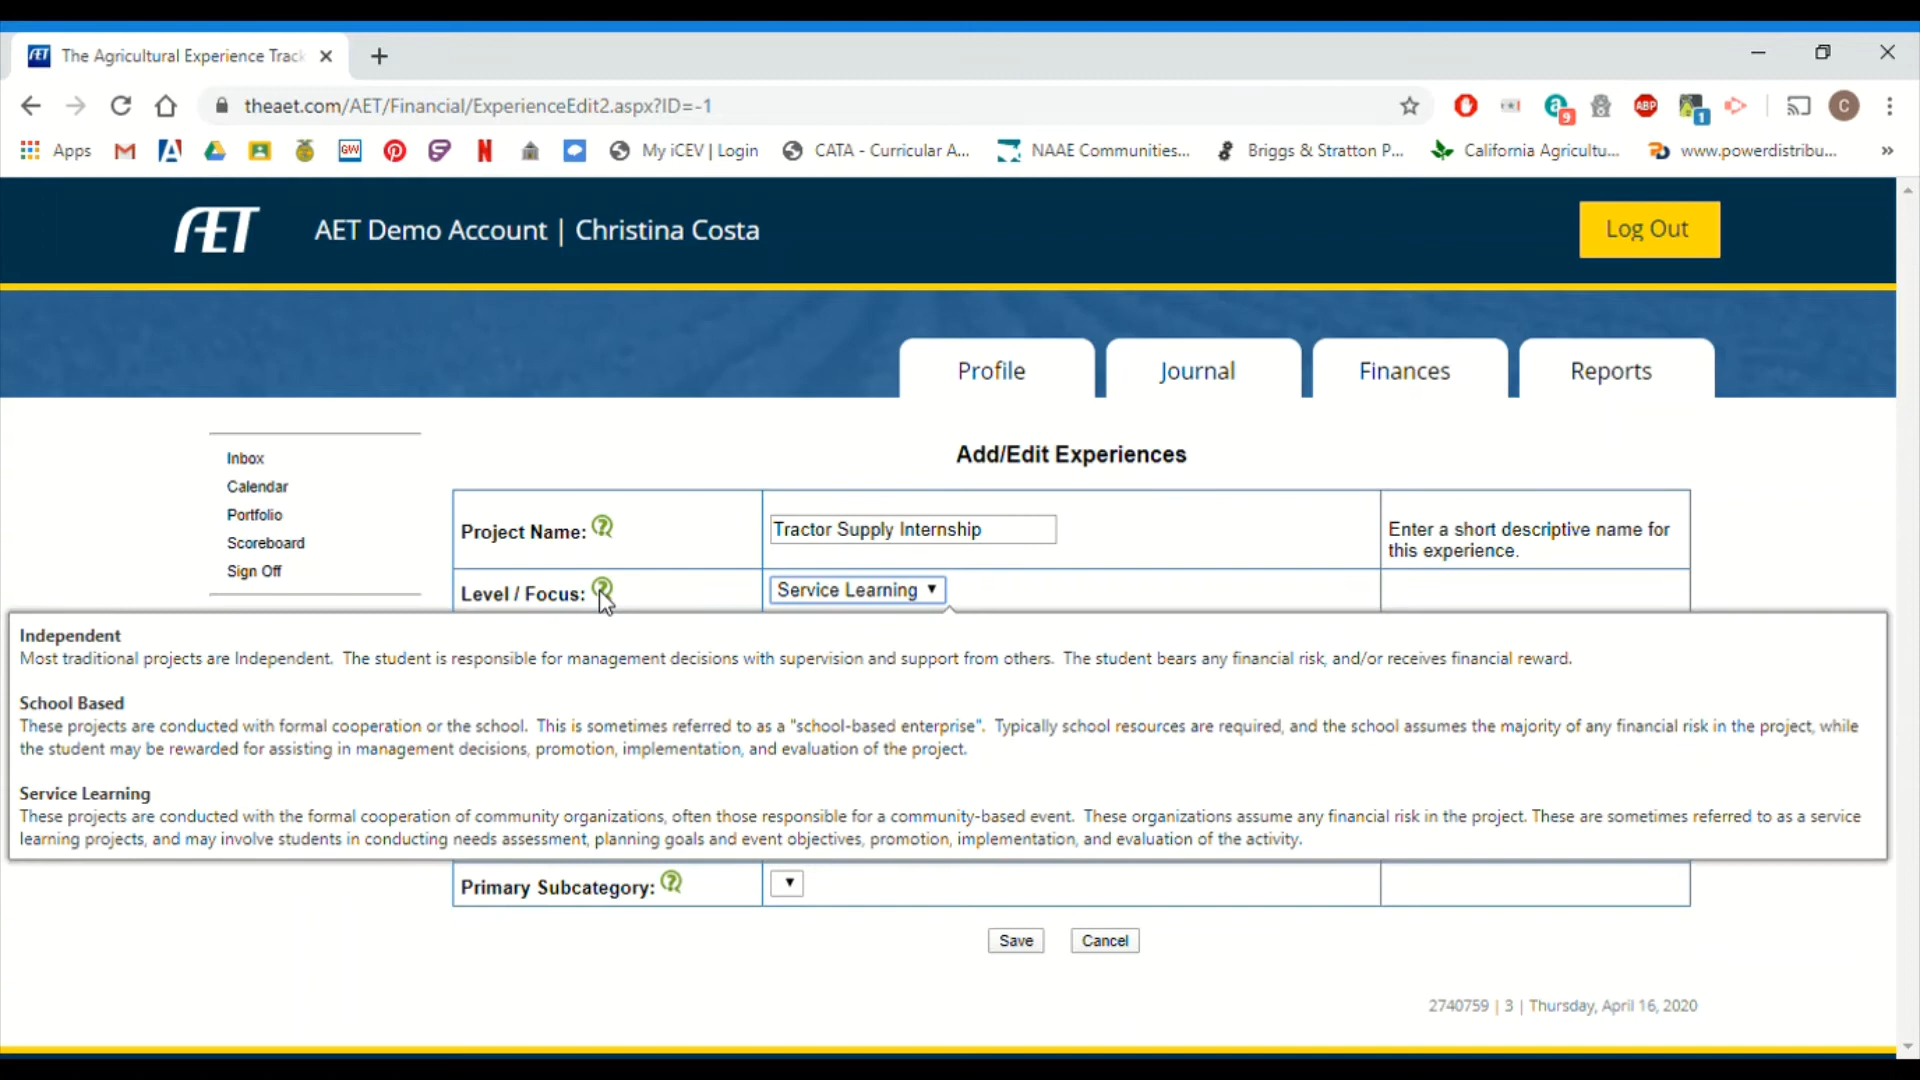 The Agricultural Experience Trac
theaet.com/AET/Financial/ExperienceEdit2.aspx?ID=-1
ABP
9
1
C
Apps
GW
My iCEV | Login
CATA - Curricular A...
NAAE Communities...
Briggs & Stratton P...
California Agricultu...
www.powerdistribu...
»
AET
AET Demo Account | Christina Costa
Log Out
Profile
Journal
Finances
Reports
Inbox
Calendar
Portfolio
Scoreboard
Sign Off
Add/Edit Experiences
Project Name:
Tractor Supply Internship
Enter a short descriptive name for
this experience.
Level / Focus:
Service Learning
Independent
Most traditional projects are Independent. The student is responsible for management decisions with supervision and support from others. The student bears any financial risk, and/or receives financial reward.
School Based
These projects are conducted with formal cooperation or the school. This is sometimes referred to as a "school-based enterprise". Typically school resources are required, and the school assumes the majority of any financial risk in the project, while
the student may be rewarded for assisting in management decisions, promotion, implementation, and evaluation of the project.
Service Learning
These projects are conducted with the formal cooperation of community organizations, often those responsible for a community-based event. These organizations assume any financial risk in the project. These are sometimes referred to as a service
learning projects, and may involve students in conducting needs assessment, planning goals and event objectives, promotion, implementation, and evaluation of the activity.
Primary Subcategory:
Save
Cancel
2740759 | 3 | Thursday, April 16, 2020